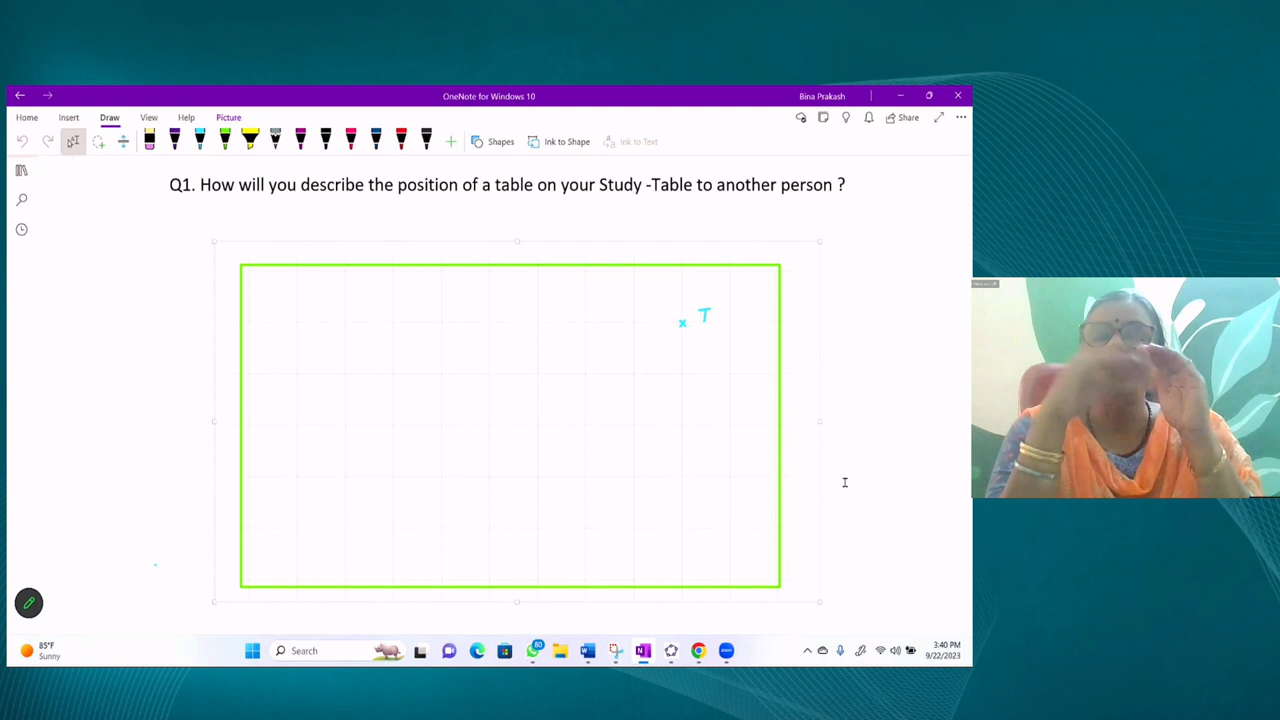 OneNote for Windows 10
Bina Prakash
Home
Insert
Draw
View
Help
Picture
Share
Shapes
Ink to Shape
Ink to Text
Q1. How will you describe the position of a table on your Study -Table to another person ?
x T
85°F
Sunny
Search
80
3:40 PM
9/22/2023